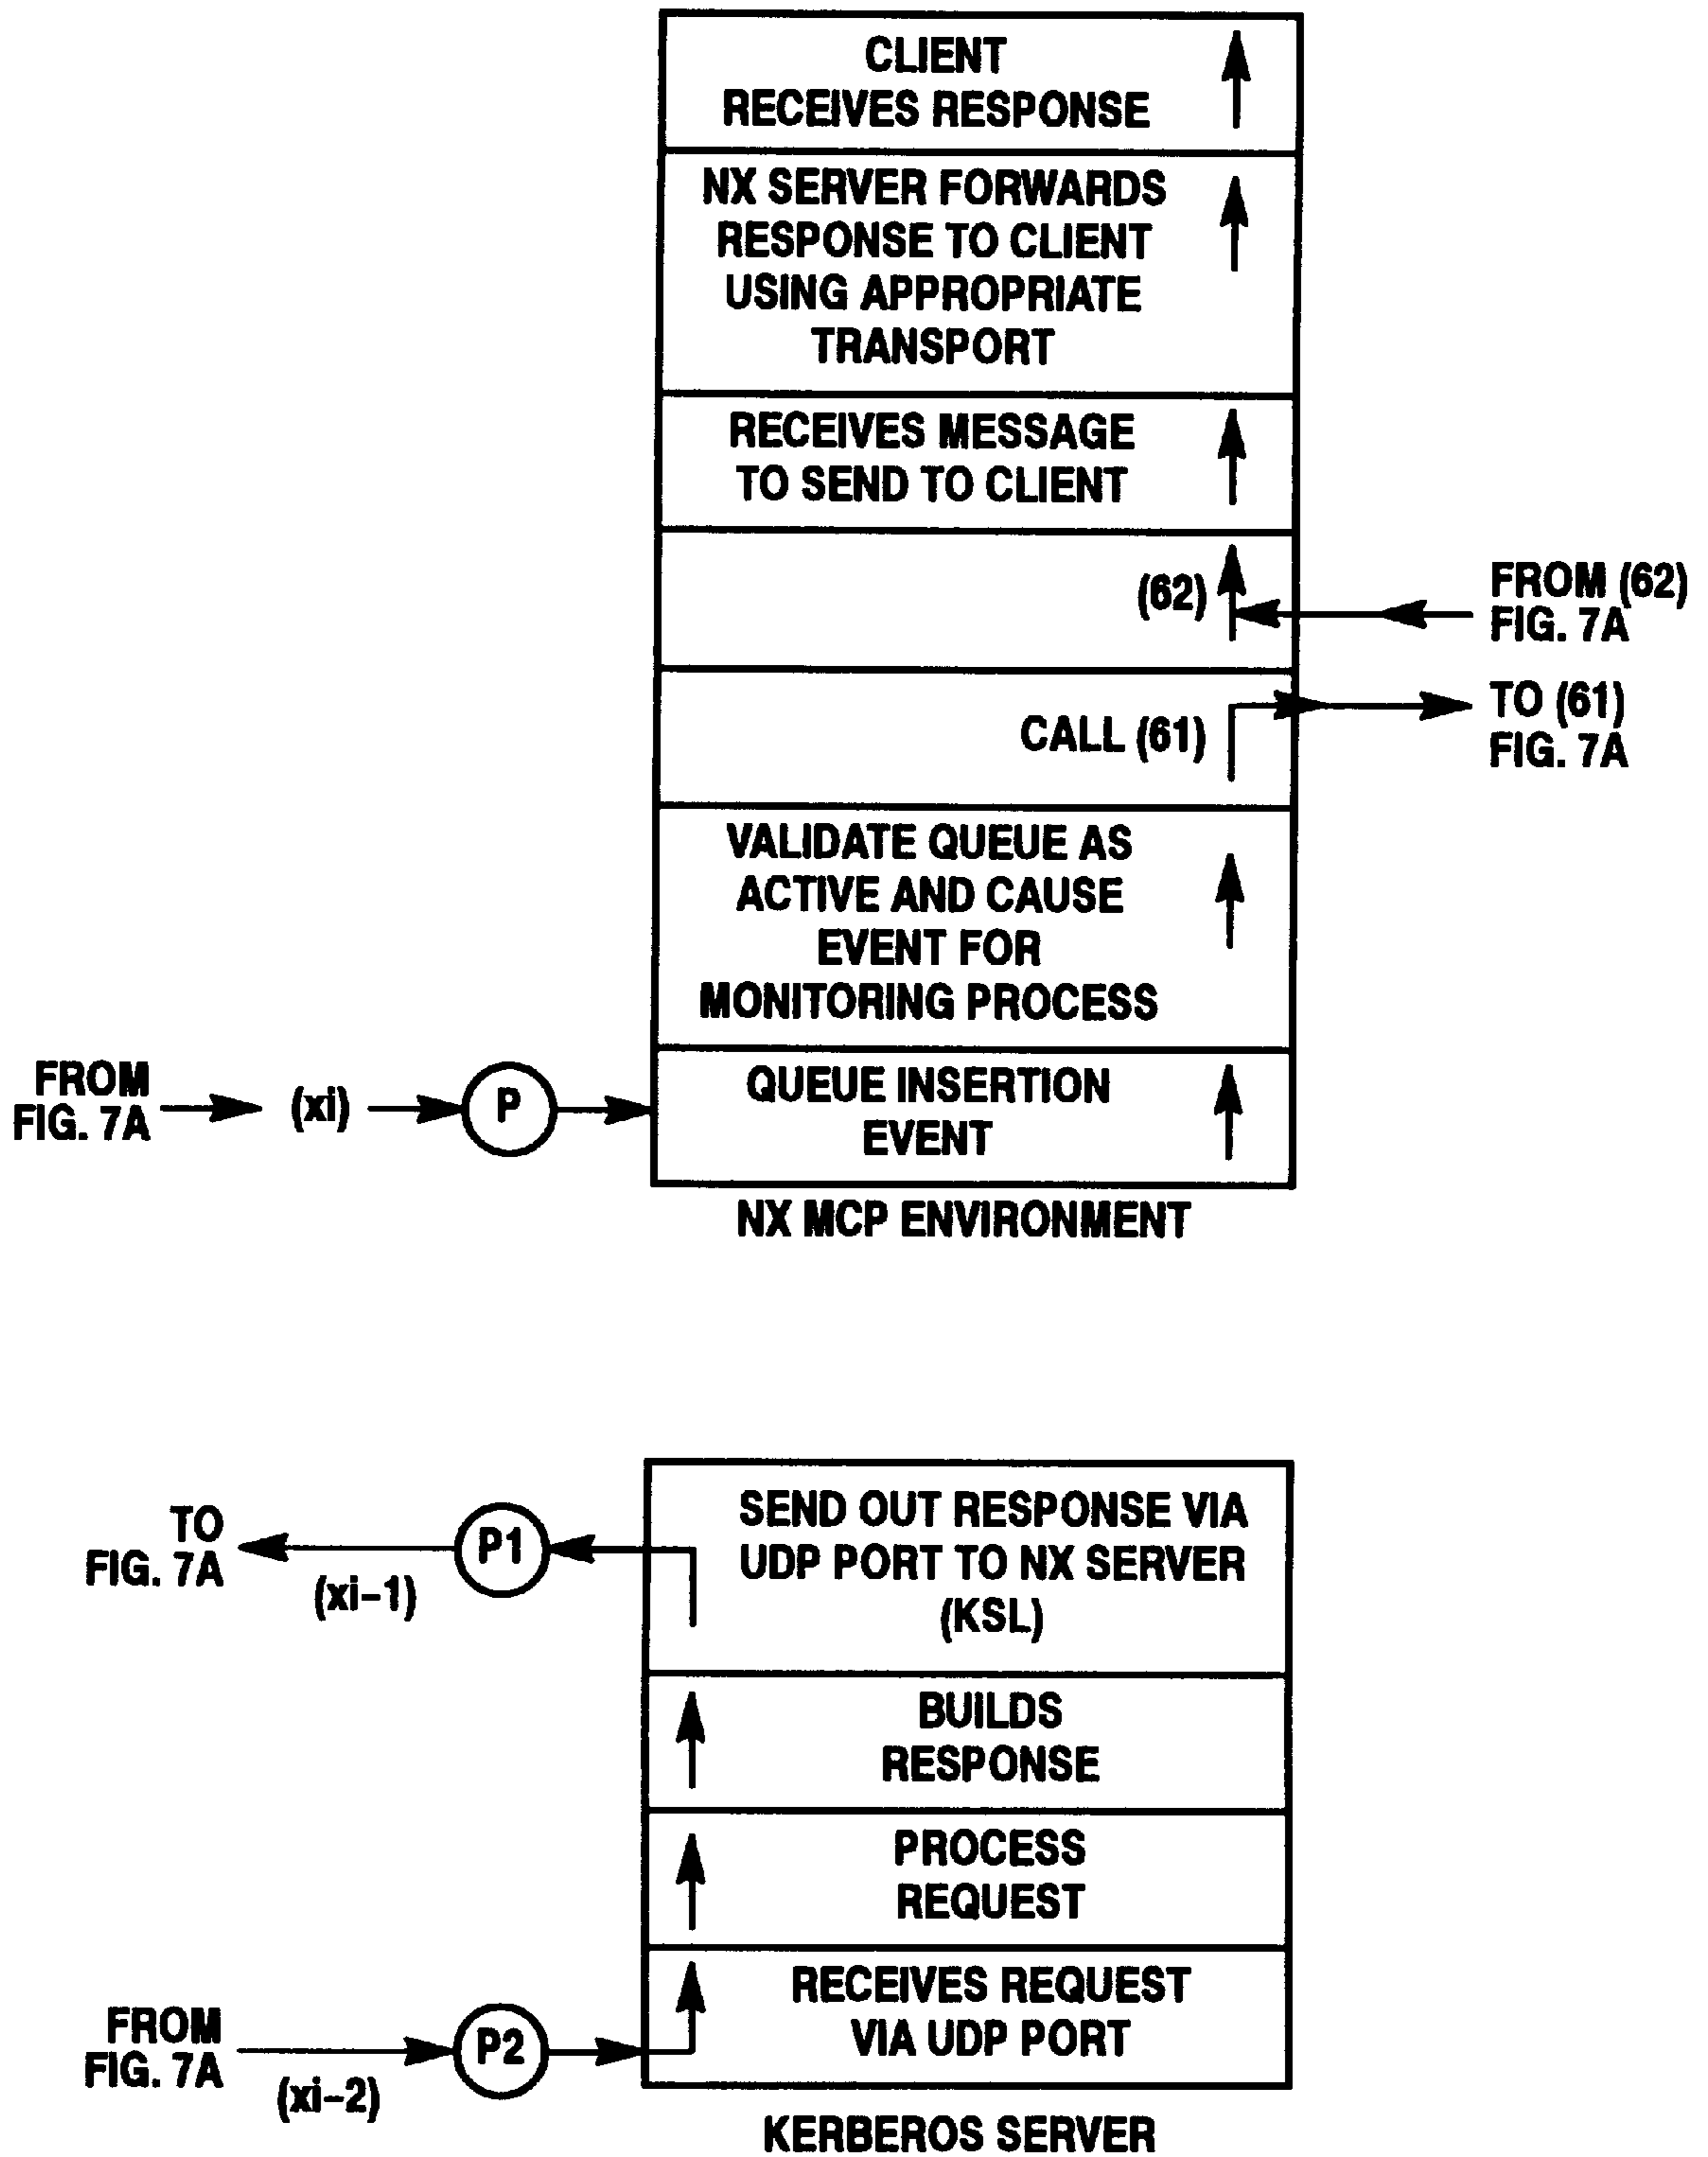 CLIENT
RECEIVES RESPONSE
NX SERVER FORWARDS
RESPONSE TO CLIENT
USING APPROPRIATE
TRANSPORT
RECEIVES MESSAGE
TO SEND TO CLIENT
(62)
FROM (62)
FIG. 7A
CALL (61)
TO (61)
FIG. 7A
VALIDATE QUEUE AS
ACTIVE AND CAUSE
EVENT FOR
MONITORING PROCESS
FROM
FIG. 7A
(xi)
P
QUEUE INSERTION
EVENT
NX MCP ENVIRONMENT
TO
FIG. 7A
(xi-1)
P1
SEND OUT RESPONSE VIA
UDP PORT TO NX SERVER
(KSL)
BUILDS
RESPONSE
PROCESS
REQUEST
FROM
FIG. 7A
(xi-2)
P2
RECEIVES REQUEST
VIA UDP PORT
KERBEROS SERVER